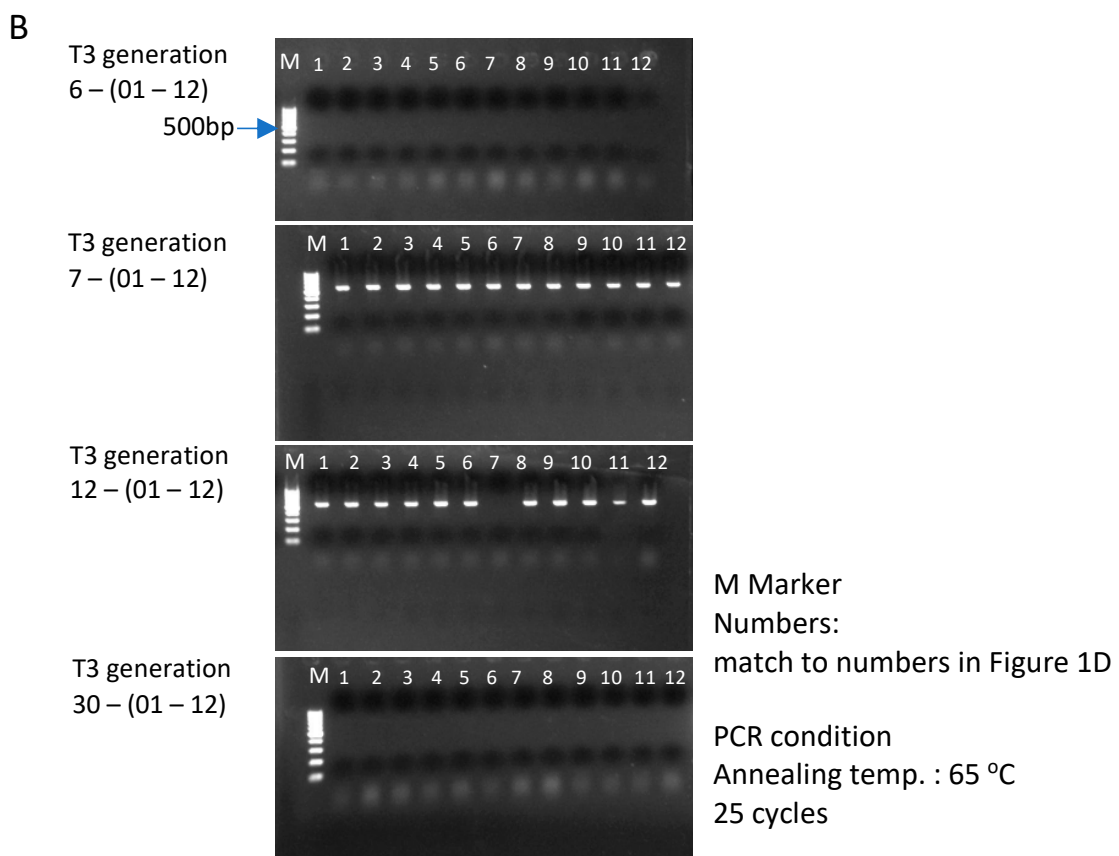 B
T3 generation
6 – (01 – 12)
500bp
M 1 2 3 4 5 6 7 8 9 10 11 12
T3 generation
7 – (01 – 12)
M 1 2 3 4 5 6 7 8 9 10 11 12
T3 generation
12 – (01 – 12)
M 1 2 3 4 5 6 7 8 9 10 11 12
T3 generation
30 – (01 – 12)
M 1 2 3 4 5 6 7 8 9 10 11 12
M Marker
Numbers:
match to numbers in Figure 1D
PCR condition
Annealing temp. : 65 °C
25 cycles